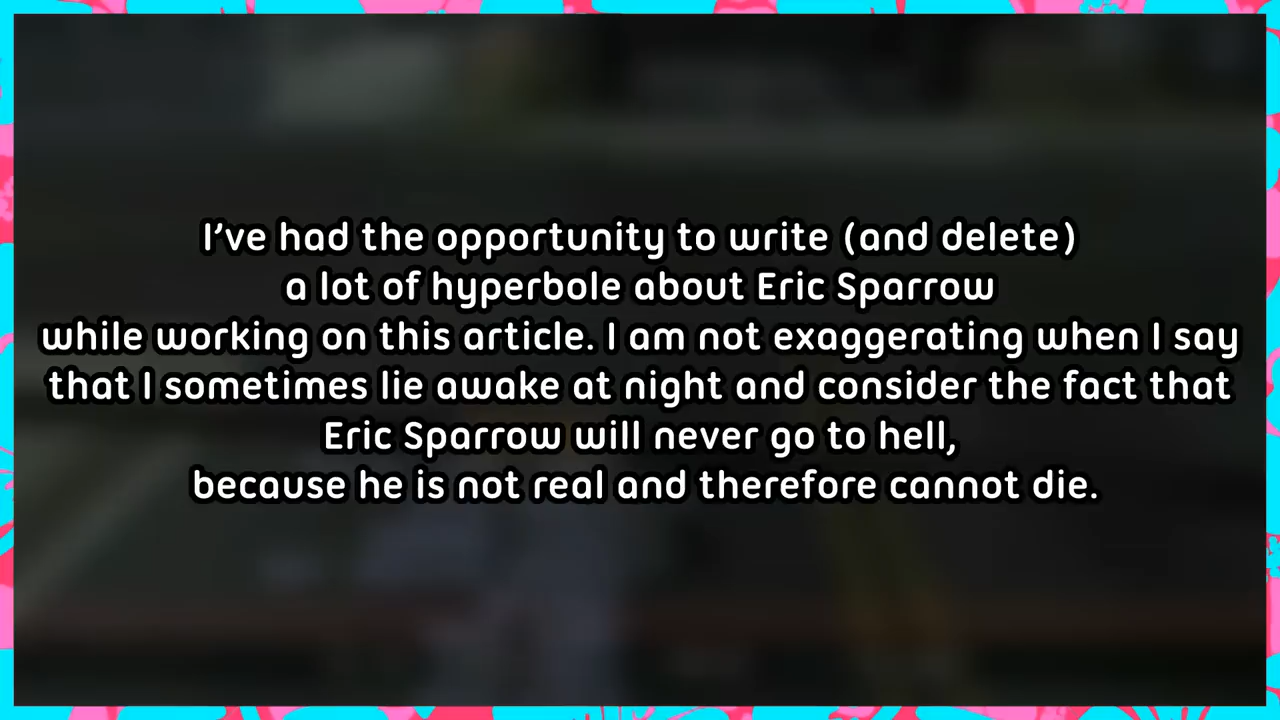 I’ve had the opportunity to write (and delete)
a lot of hyperbole about Eric Sparrow
while working on this article. I am not exaggerating when I say
that I sometimes lie awake at night and consider the fact that
Eric Sparrow will never go to hell,
because he is not real and therefore cannot die.